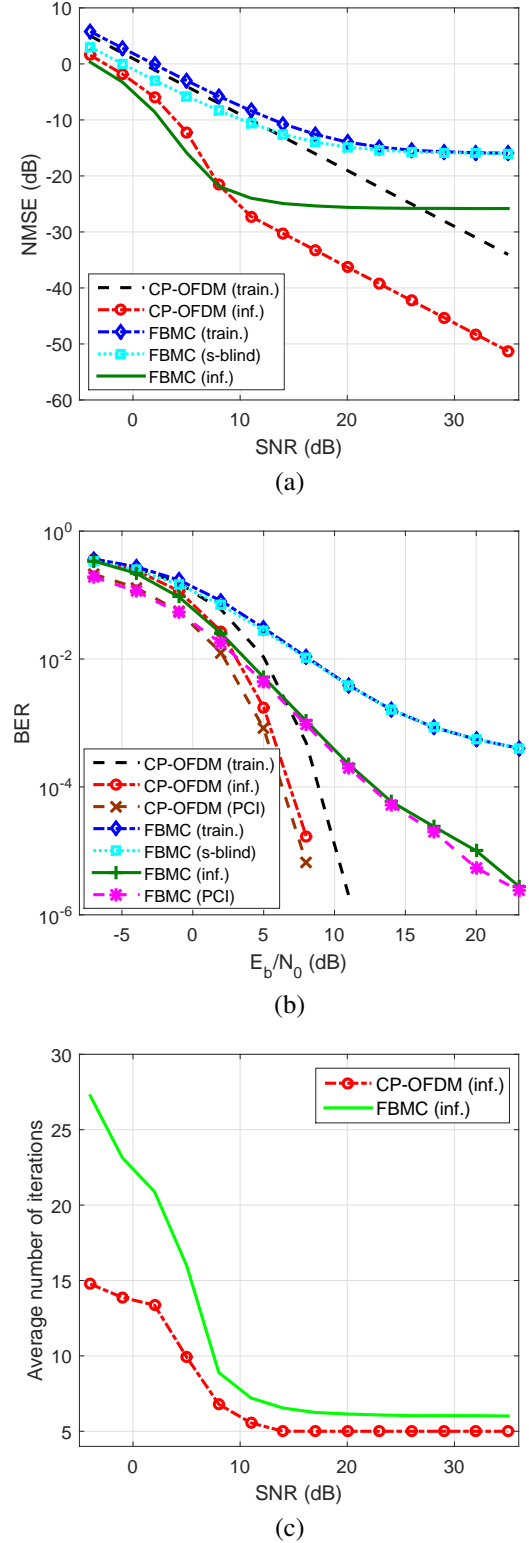 10
0
-10
-20
-30
-40
-50
-60
NMSE (dB)
CP-OFDM (train.)
CP-OFDM (inf.)
FBMC (train.)
FBMC (s-blind)
FBMC (inf.)
0
10
20
30
SNR (dB)
(a)
10^0
10^-2
10^-4
10^-6
BER
CP-OFDM (train.)
CP-OFDM (inf.)
CP-OFDM (PCI)
FBMC (train.)
FBMC (s-blind)
FBMC (inf.)
FBMC (PCI)
-5
0
5
10
15
20
E_b/N_0 (dB)
(b)
30
25
20
15
10
5
Average number of iterations
CP-OFDM (inf.)
FBMC (inf.)
0
10
20
30
SNR (dB)
(c)